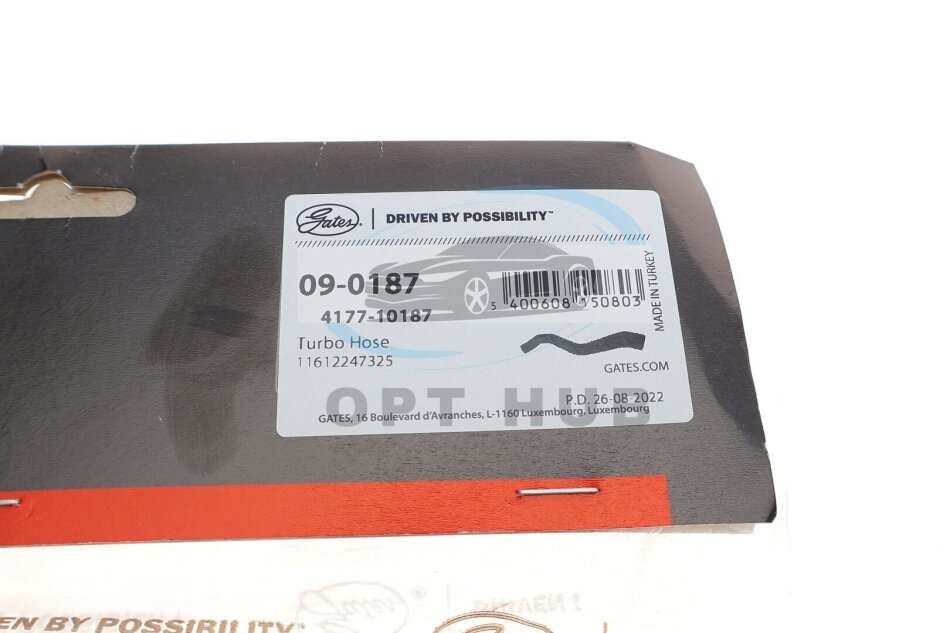 Gates® | DRIVEN BY POSSIBILITY™
09-0187
4177-10187
Turbo Hose
11612247325
5 400608 150803
MADE IN TURKEY
GATES.COM
OPT HUB
P.D. 26-08-2022
GATES, 16 Boulevard d'Avranches, L-1160 Luxembourg, Luxembourg
EN BY POSSIBILITY